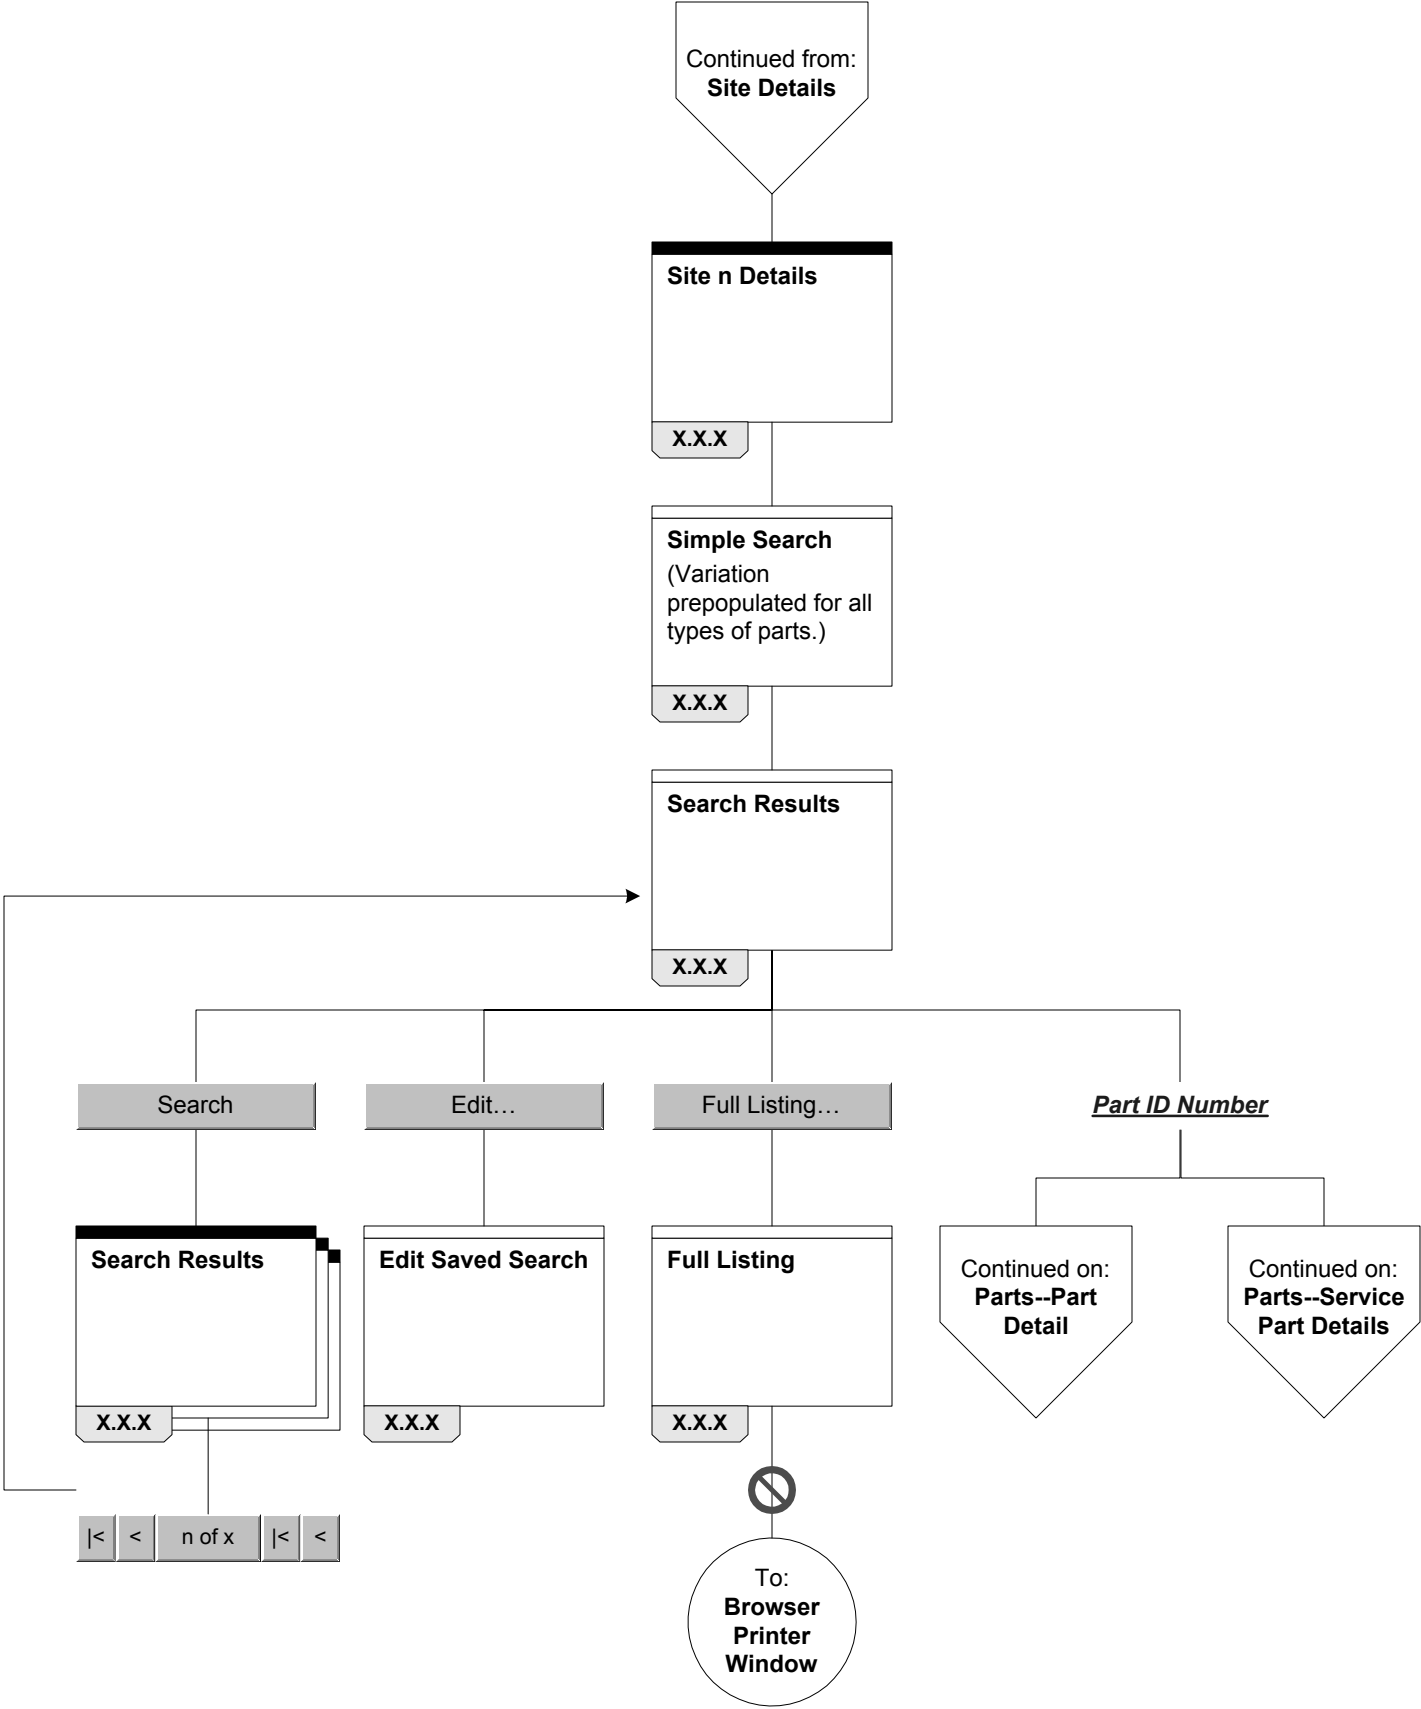 Continued from:
Site Details
Site n Details
X.X.X
Simple Search
(Variation
prepopulated for all
types of parts.)
X.X.X
Search Results
X.X.X
Search
Edit…
Full Listing…
Part ID Number
Search Results
X.X.X
Edit Saved Search
X.X.X
Full Listing
X.X.X
Continued on:
Parts--Part
Detail
Continued on:
Parts--Service
Part Details
|<
<
n of x
|<
<
To:
Browser
Printer
Window